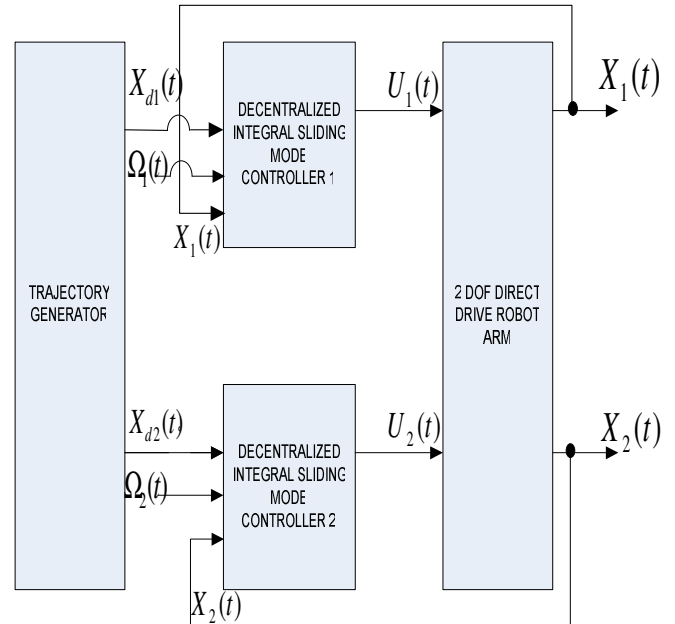 X_{d1}(t)
Ω_1(t)
X_1(t)
DECENTRALIZED
INTEGRAL SLIDING
MODE
CONTROLLER 1
U_1(t)
X_1(t)
TRAJECTORY
GENERATOR
2 DOF DIRECT
DRIVE ROBOT
ARM
X_{d2}(t)
Ω_2(t)
X_2(t)
DECENTRALIZED
INTEGRAL SLIDING
MODE
CONTROLLER 2
U_2(t)
X_2(t)